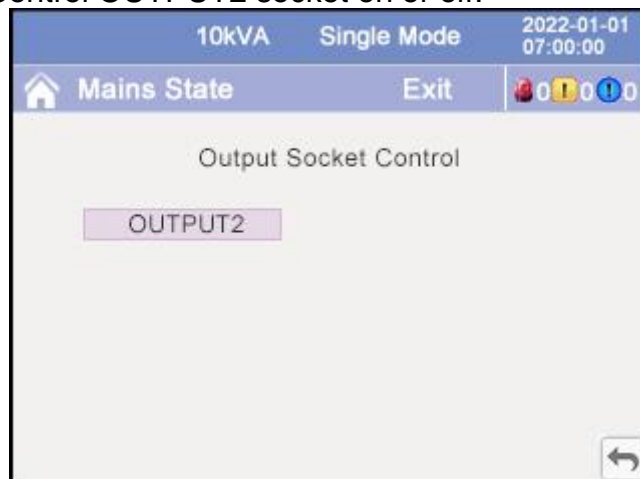 10kVA Single Mode 2022-01-01
07:00:00
Mains State Exit 0 0 0
Output Socket Control
OUTPUT2